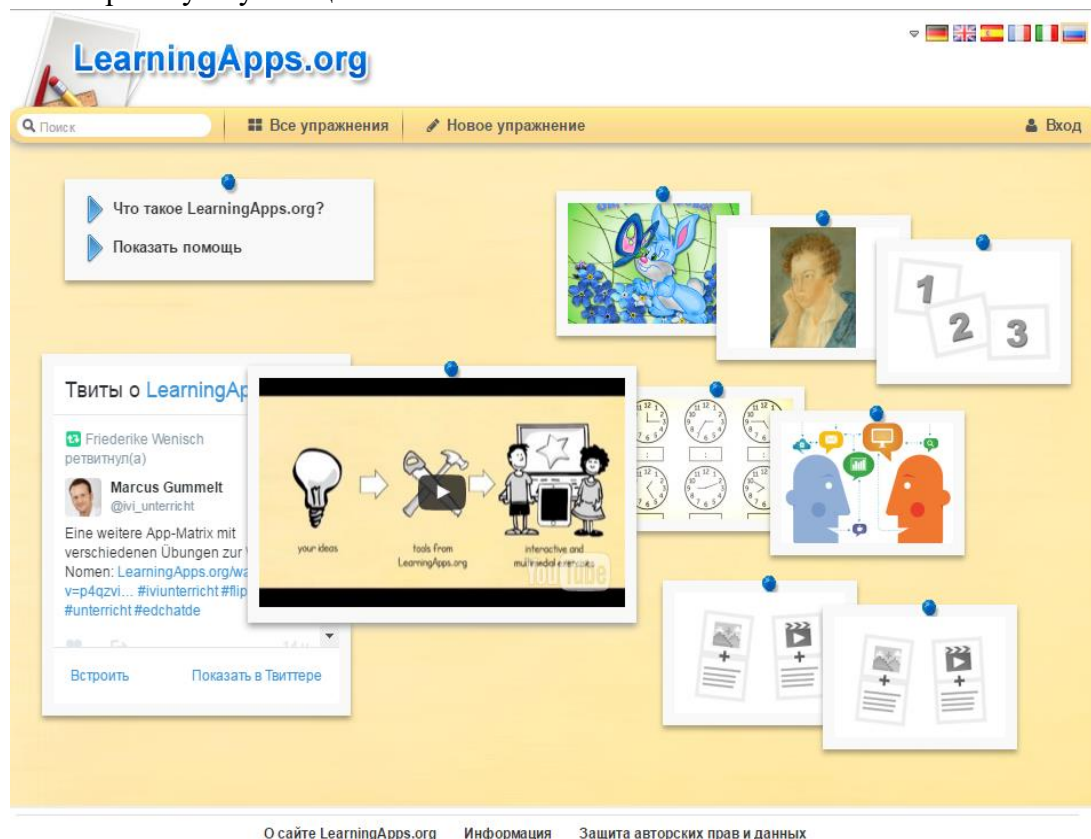 LearningApps.org
Поиск
Все упражнения
Новое упражнение
Вход
Что такое LearningApps.org?
Показать помощь
Твиты о LearningAp
Friederike Wenisch
ретвитнул(а)
Marcus Gummelt
@ivi_unterricht
Eine weitere App-Matrix mit
verschiedenen Übungen zur
Nomen: LearningApps.org/wa
v=p4qzvi... #iviunterricht #flip
#unterricht #edchatde
Встроить
Показать в Твиттере
your ideas
tools from
LearningApps.org
interactive and
multimedial exercises
YouTube
1
2
3
О сайте LearningApps.org
Информация
Защита авторских прав и данных